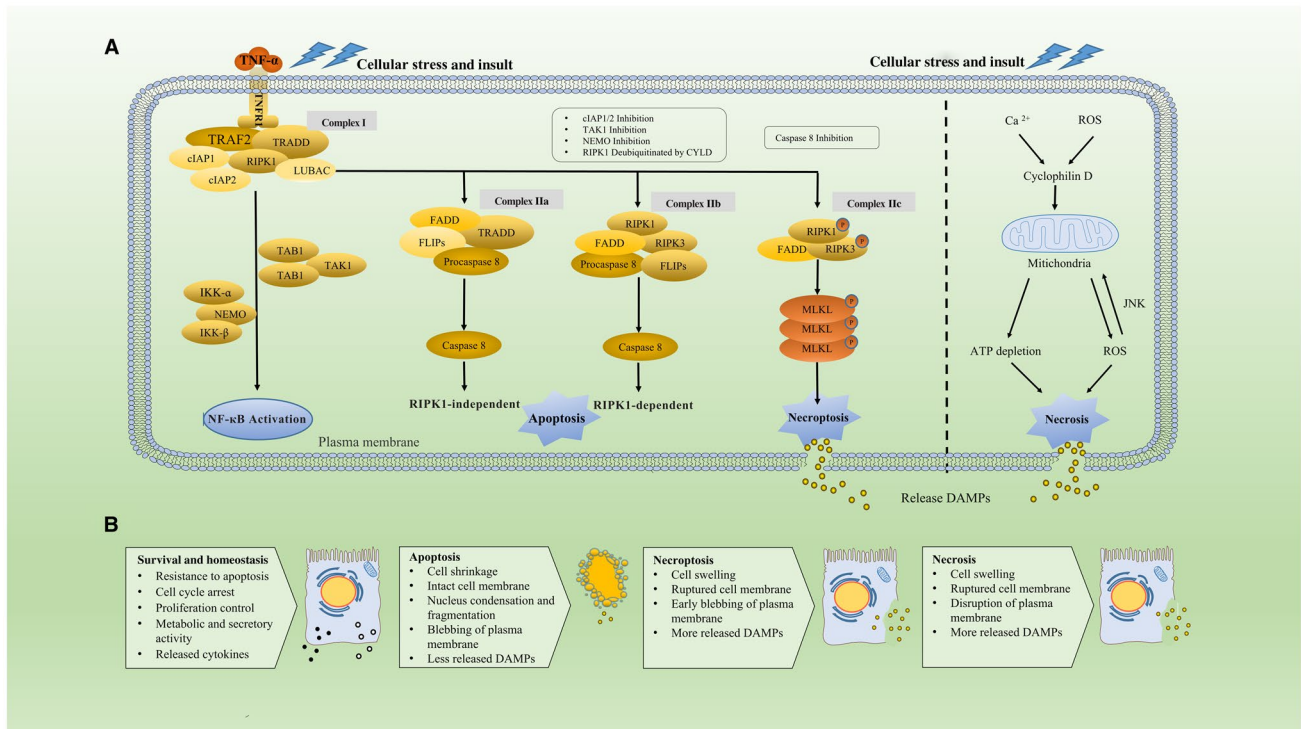 A
TNF-α
Cellular stress and insult
TNFRI
Complex I
TRAF2
TRADD
cIAP1
RIPK1
LUBAC
cIAP2
• cIAP1/2 Inhibition
• TAK1 Inhibition
• NEMO Inhibition
• RIPK1 Deubiquitinated by CYLD
Caspase 8 Inhibition
TAB1
TAK1
TAB1
IKK-α
NEMO
IKK-β
NF-κB Activation
Complex IIa
FADD
TRADD
FLIPs
Procaspase 8
Caspase 8
RIPK1-independent
Apoptosis
Complex IIb
RIPK1
FADD
RIPK3
Procaspase 8
FLIPs
Caspase 8
RIPK1-dependent
Complex IIc
RIPK1
P
FADD
RIPK3
P
MLKL
P
MLKL
P
MLKL
P
Necroptosis
Plasma membrane
Cellular stress and insult
Ca 2+
ROS
Cyclophilin D
Mitichondria
JNK
ATP depletion
ROS
Necrosis
Release DAMPs
B
Survival and homeostasis
• Resistance to apoptosis
• Cell cycle arrest
• Proliferation control
• Metabolic and secretory
activity
• Released cytokines
Apoptosis
• Cell shrinkage
• Intact cell membrane
• Nucleus condensation and
fragmentation
• Blebbing of plasma
membrane
• Less released DAMPs
Necroptosis
• Cell swelling
• Ruptured cell membrane
• Early blebbing of plasma
membrane
• More released DAMPs
Necrosis
• Cell swelling
• Ruptured cell membrane
• Disruption of plasma
membrane
• More released DAMPs